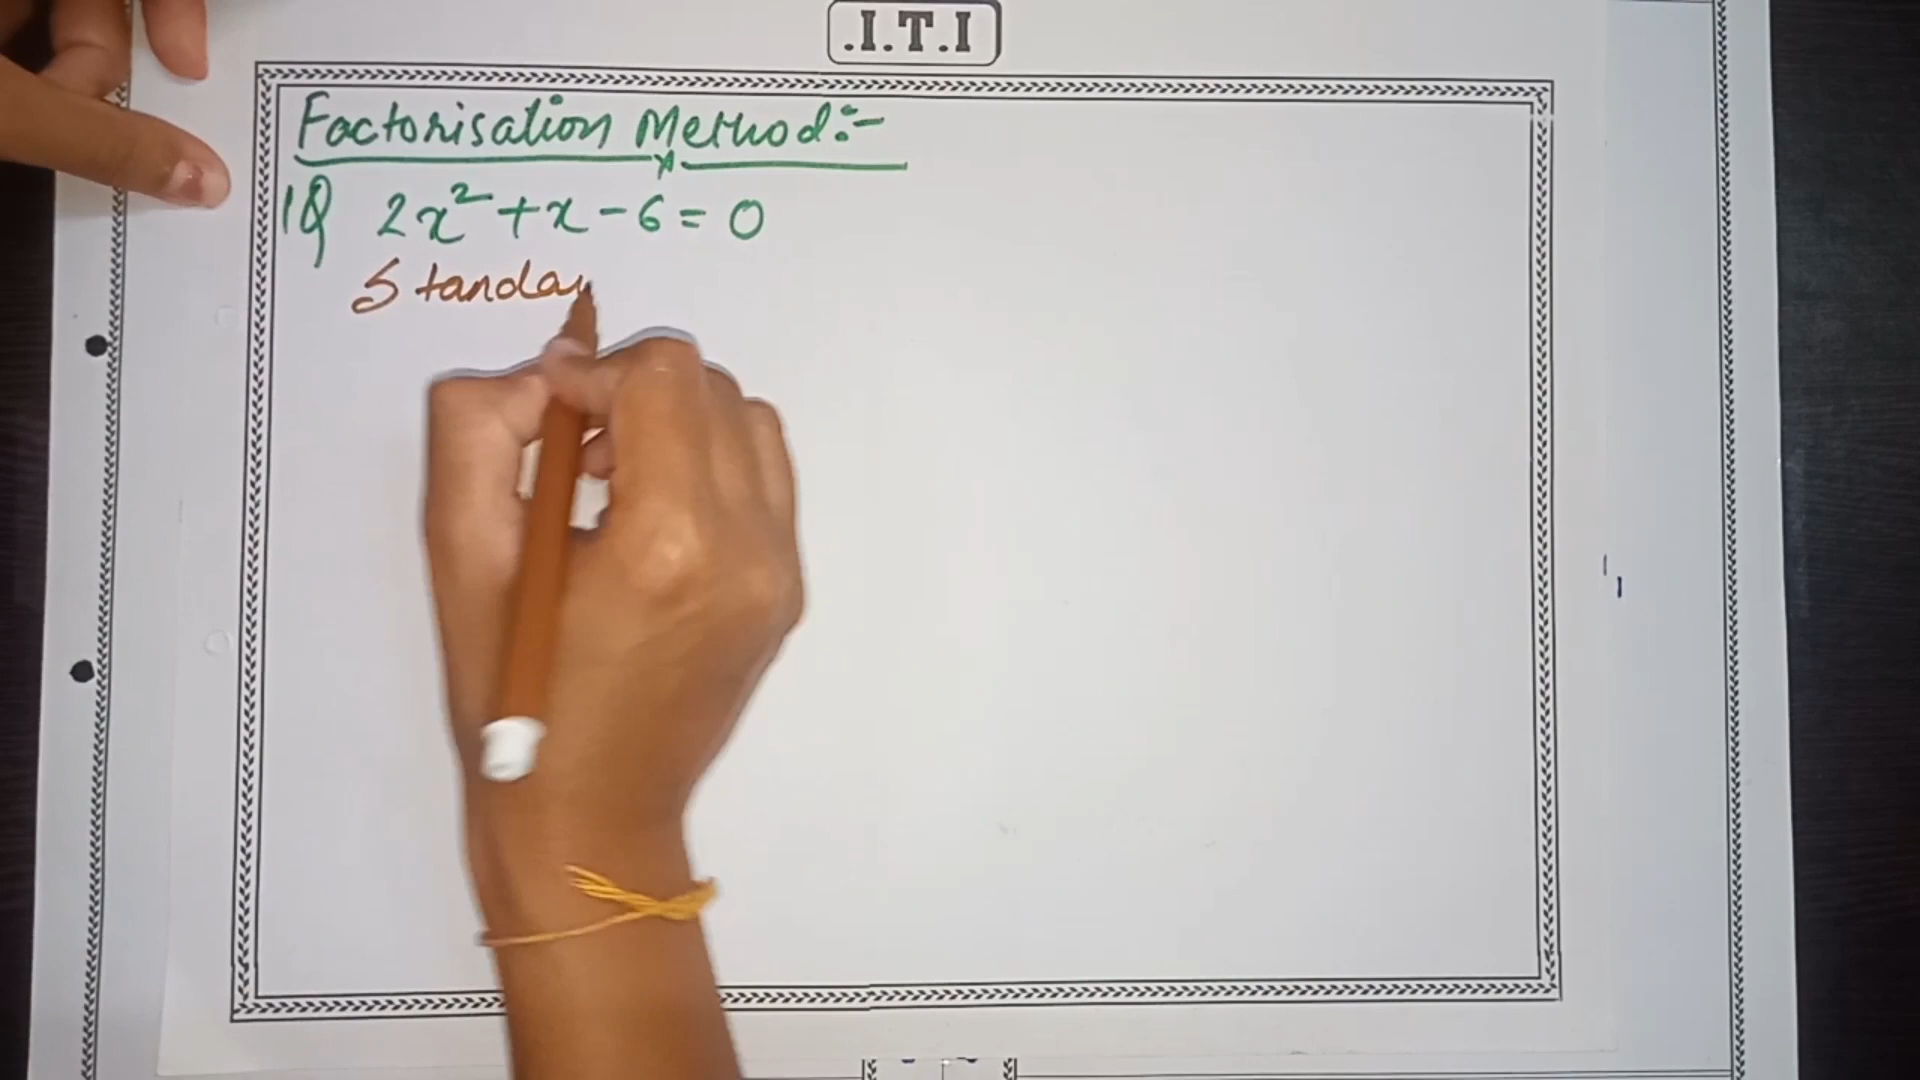 .I.T.I
Factorisation Method:-
1Q 2x² + x - 6 = 0
Standar